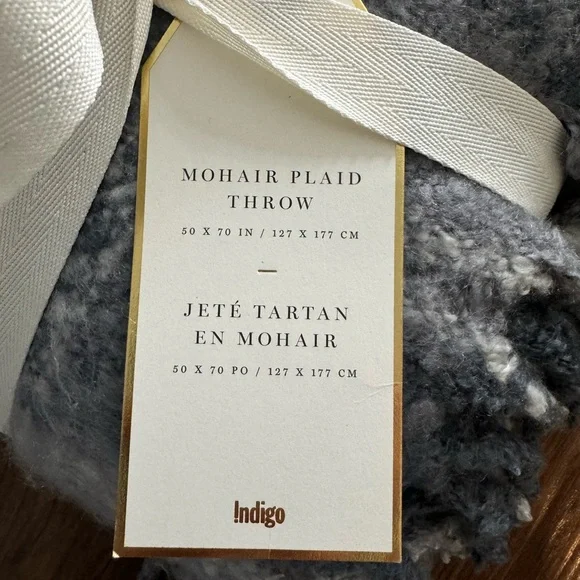 MOHAIR PLAID
THROW
50 X 70 IN / 127 X 177 CM
—
JETÉ TARTAN
EN MOHAIR
50 X 70 PO / 127 X 177 CM
!ndigo